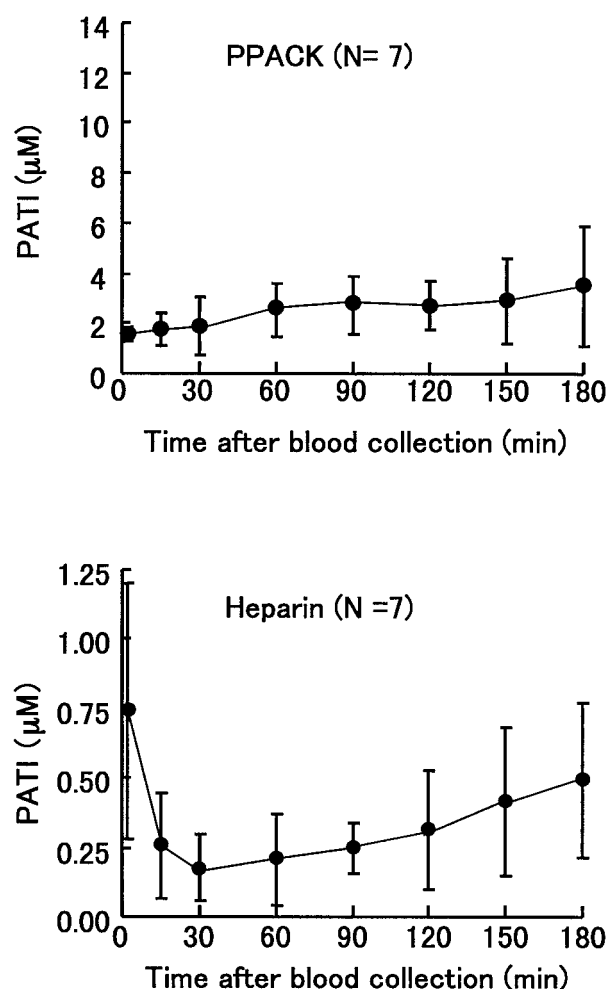 PPACK (N= 7)
PATI (μM)
14
12
10
8
6
4
2
0
0 30 60 90 120 150 180
Time after blood collection (min)
Heparin (N =7)
PATI (μM)
1.25
1.00
0.75
0.50
0.25
0.00
0 30 60 90 120 150 180
Time after blood collection (min)